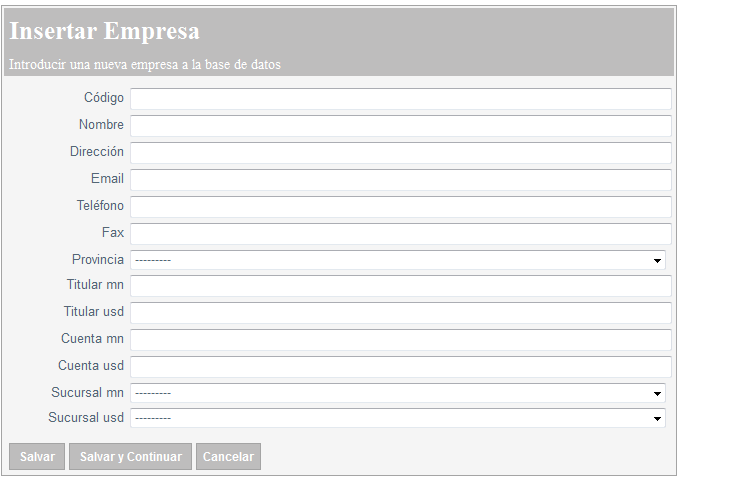 Insertar Empresa
Introducir una nueva empresa a la base de datos
Código
Nombre
Dirección
Email
Teléfono
Fax
Provincia ---------
Titular mn
Titular usd
Cuenta mn
Cuenta usd
Sucursal mn ---------
Sucursal usd ---------
Salvar Salvar y Continuar Cancelar